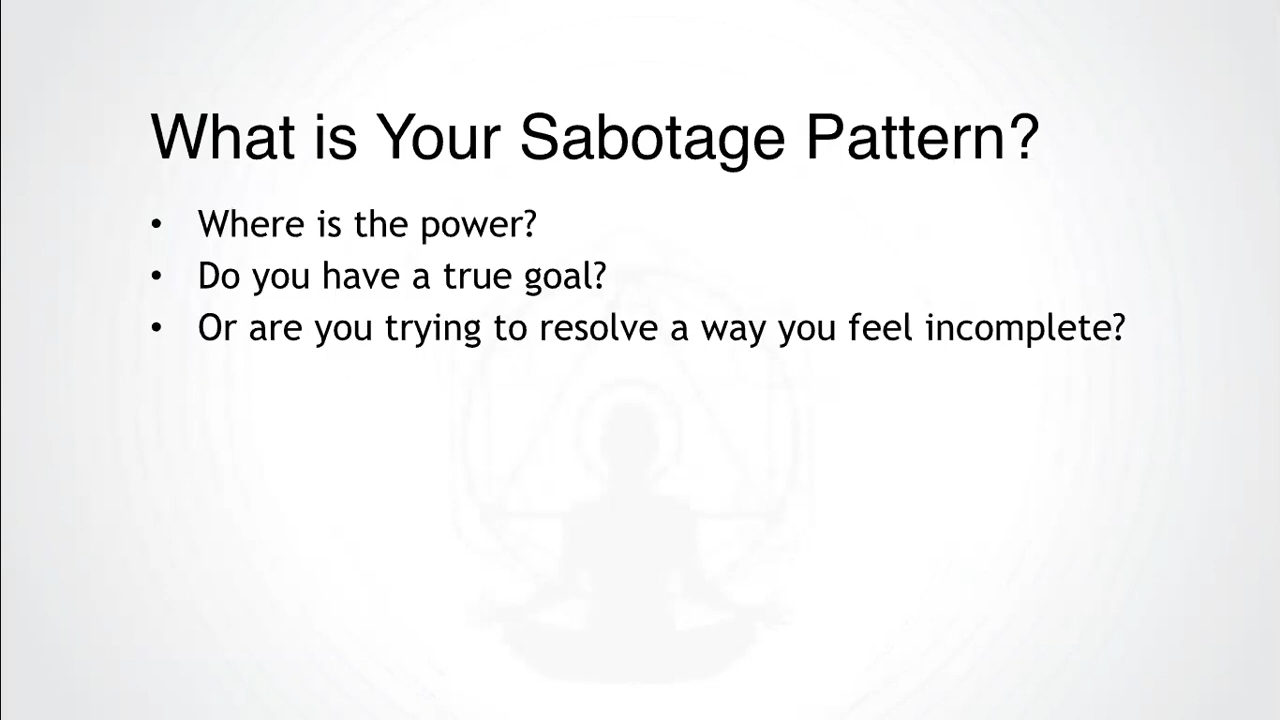 What is Your Sabotage Pattern?
• Where is the power?
• Do you have a true goal?
• Or are you trying to resolve a way you feel incomplete?